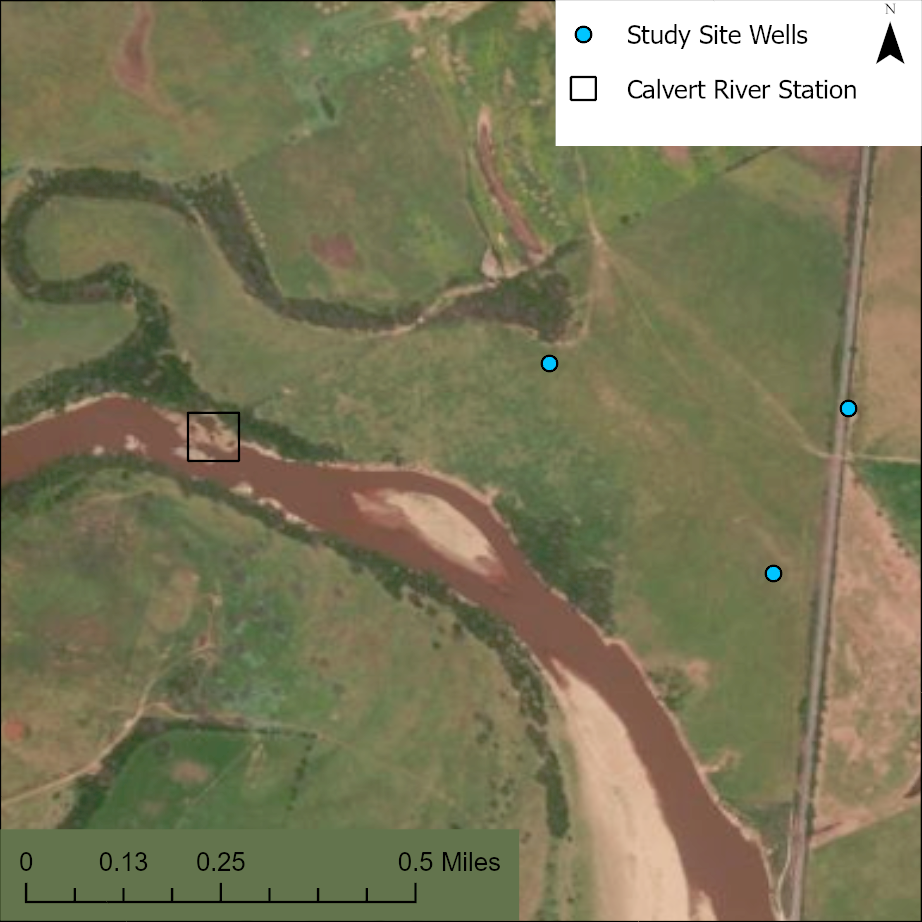 N
Study Site Wells
Calvert River Station
0 0.13 0.25 0.5 Miles